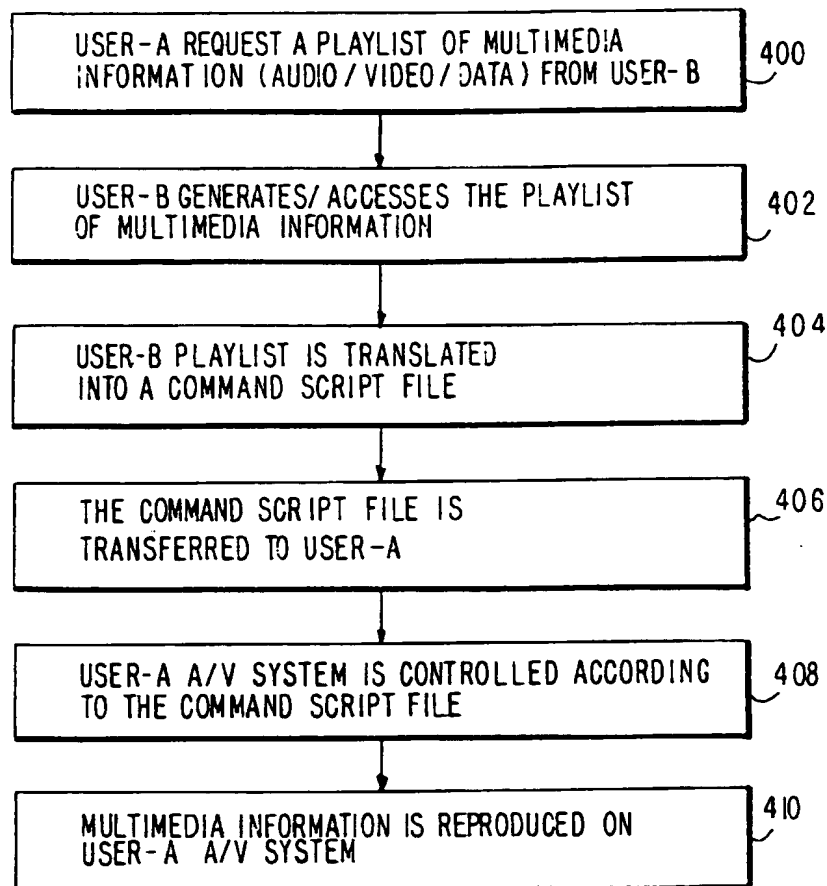 USER-A REQUEST A PLAYLIST OF MULTIMEDIA
INFORMATION (AUDIO / VIDEO / DATA) FROM USER-B
400
USER-B GENERATES/ACCESSES THE PLAYLIST
OF MULTIMEDIA INFORMATION
402
USER-B PLAYLIST IS TRANSLATED
INTO A COMMAND SCRIPT FILE
404
THE COMMAND SCRIPT FILE IS
TRANSFERRED TO USER-A
406
USER-A A/V SYSTEM IS CONTROLLED ACCORDING
TO THE COMMAND SCRIPT FILE
408
MULTIMEDIA INFORMATION IS REPRODUCED ON
USER-A A/V SYSTEM
410